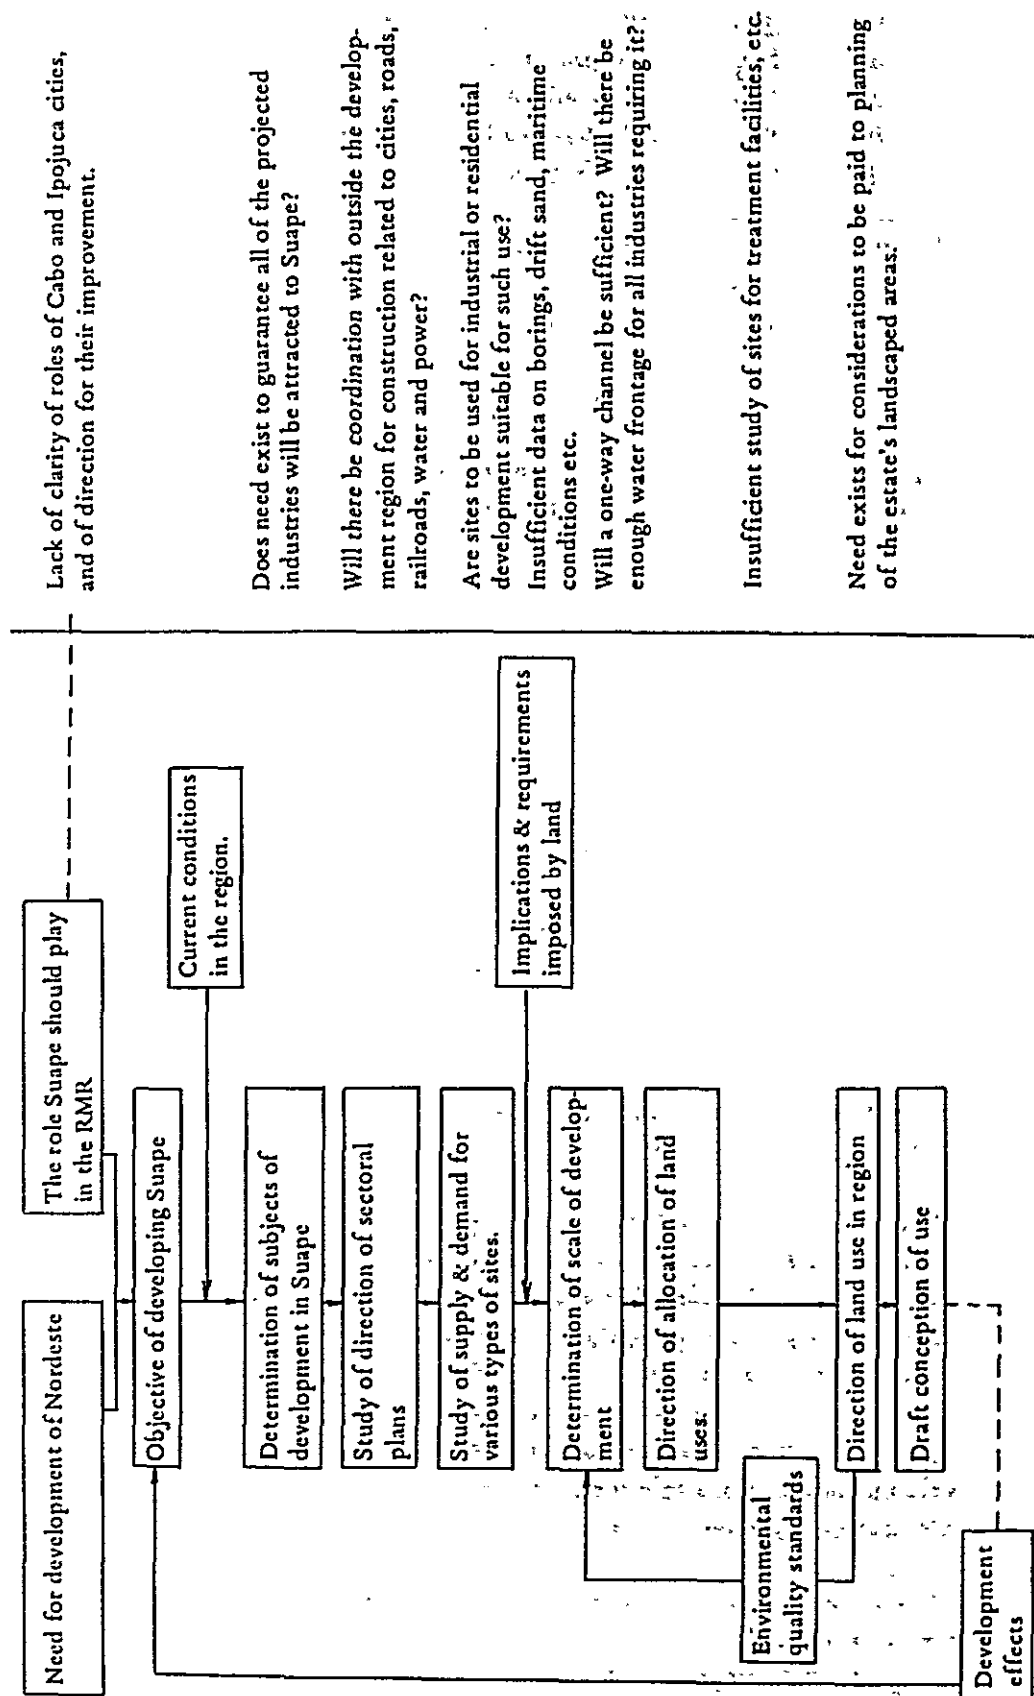 Need for development of Nordeste
The role Suape should play
in the RMR
Objective of developing Suape
Current conditions
in the region.
Determination of subjects of
development in Suape
Study of direction of sectoral
plans
Study of supply & demand for
various types of sites.
Implications & requirements
imposed by land
Determination of scale of develop-
ment
Direction of allocation of land
uses.
Environmental
quality standards
Direction of land use in region
Draft conception of use
Development
effects
Lack of clarity of roles of Cabo and Ipojuca cities,
and of direction for their improvement.
Does need exist to guarantee all of the projected
industries will be attracted to Suape?
Will there be coordination with outside the develop-
ment region for construction related to cities, roads,
railroads, water and power?
Are sites to be used for industrial or residential
development suitable for such use?
Insufficient data on borings, drift sand, maritime
conditions etc.
Will a one-way channel be sufficient? Will there be
enough water frontage for all industries requiring it?
Insufficient study of sites for treatment facilities, etc.
Need exists for considerations to be paid to planning
of the estate's landscaped areas.